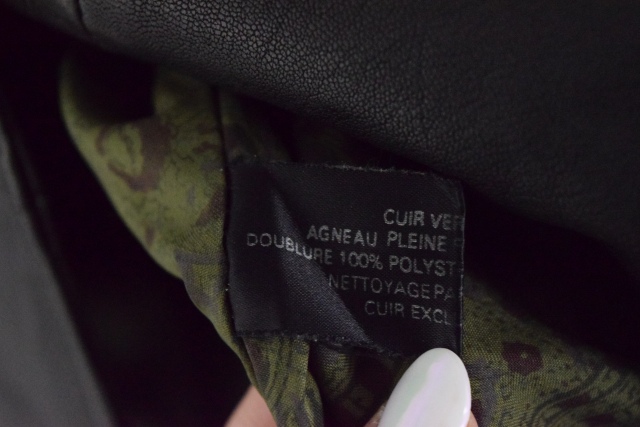 CUIR VER
AGNEAU PLEINE F
DOUBLURE 100% POLYST
NETTOYAGE PA
CUIR EXCL